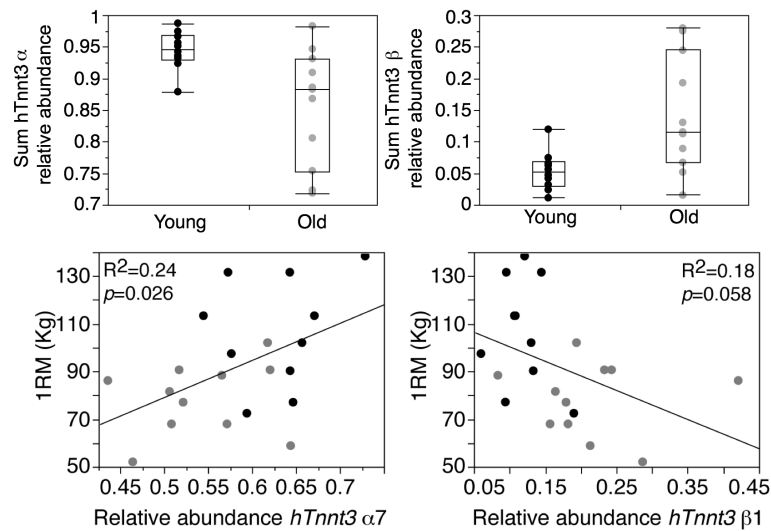 Sum hTnnt3 α
relative abundance
1
0.95
0.9
0.85
0.8
0.75
0.7
Young
Old
Sum hTnnt3 β
relative abundance
0.3
0.25
0.2
0.15
0.1
0.05
0
Young
Old
1RM (Kg)
130
110
90
70
50
R2=0.24
p=0.026
0.45 0.5 0.55 0.6 0.65 0.7
Relative abundance hTnnt3 α7
1RM (Kg)
130
110
90
70
50
R2=0.18
p=0.058
0.05 0.15 0.25 0.35 0.45
Relative abundance hTnnt3 β1